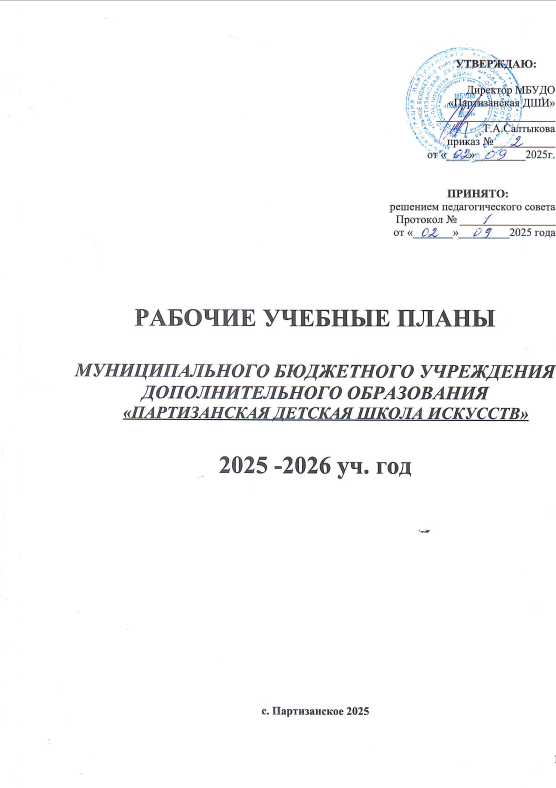 УТВЕРЖДАЮ:
Директор МБУДО
«Партизанская ДШИ»
Т.А.Салтыкова
приказ № 2
от « 02 » 09 2025г.
ПРИНЯТО:
решением педагогического совета
Протокол № 1
от « 02 » 09 2025 года
РАБОЧИЕ УЧЕБНЫЕ ПЛАНЫ
МУНИЦИПАЛЬНОГО БЮДЖЕТНОГО УЧРЕЖДЕНИЯ
ДОПОЛНИТЕЛЬНОГО ОБРАЗОВАНИЯ
«ПАРТИЗАНСКАЯ ДЕТСКАЯ ШКОЛА ИСКУССТВ»
2025 -2026 уч. год
с. Партизанское 2025